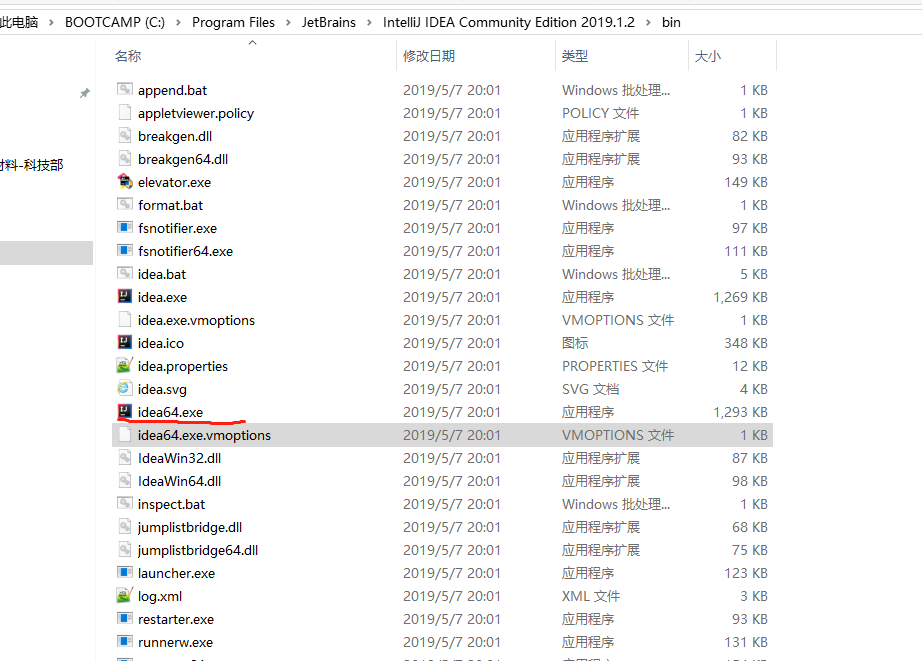 此电脑 > BOOTCAMP (C:) > Program Files > JetBrains > IntelliJ IDEA Community Edition 2019.1.2 > bin
名称 修改日期 类型 大小
append.bat 2019/5/7 20:01 Windows 批处理... 1 KB
appletviewer.policy 2019/5/7 20:01 POLICY 文件 1 KB
breakgen.dll 2019/5/7 20:01 应用程序扩展 82 KB
breakgen64.dll 2019/5/7 20:01 应用程序扩展 93 KB
材料-科技部
elevator.exe 2019/5/7 20:01 应用程序 149 KB
format.bat 2019/5/7 20:01 Windows 批处理... 1 KB
fsnotifier.exe 2019/5/7 20:01 应用程序 97 KB
fsnotifier64.exe 2019/5/7 20:01 应用程序 111 KB
idea.bat 2019/5/7 20:01 Windows 批处理... 5 KB
idea.exe 2019/5/7 20:01 应用程序 1,269 KB
idea.exe.vmoptions 2019/5/7 20:01 VMOPTIONS 文件 1 KB
idea.ico 2019/5/7 20:01 图标 348 KB
idea.properties 2019/5/7 20:01 PROPERTIES 文件 12 KB
idea.svg 2019/5/7 20:01 SVG 文档 4 KB
idea64.exe 2019/5/7 20:01 应用程序 1,293 KB
idea64.exe.vmoptions 2019/5/7 20:01 VMOPTIONS 文件 1 KB
IdeaWin32.dll 2019/5/7 20:01 应用程序扩展 87 KB
IdeaWin64.dll 2019/5/7 20:01 应用程序扩展 98 KB
inspect.bat 2019/5/7 20:01 Windows 批处理... 1 KB
jumplistbridge.dll 2019/5/7 20:01 应用程序扩展 68 KB
jumplistbridge64.dll 2019/5/7 20:01 应用程序扩展 75 KB
launcher.exe 2019/5/7 20:01 应用程序 123 KB
log.xml 2019/5/7 20:01 XML 文件 3 KB
restarter.exe 2019/5/7 20:01 应用程序 93 KB
runnerw.exe 2019/5/7 20:01 应用程序 131 KB